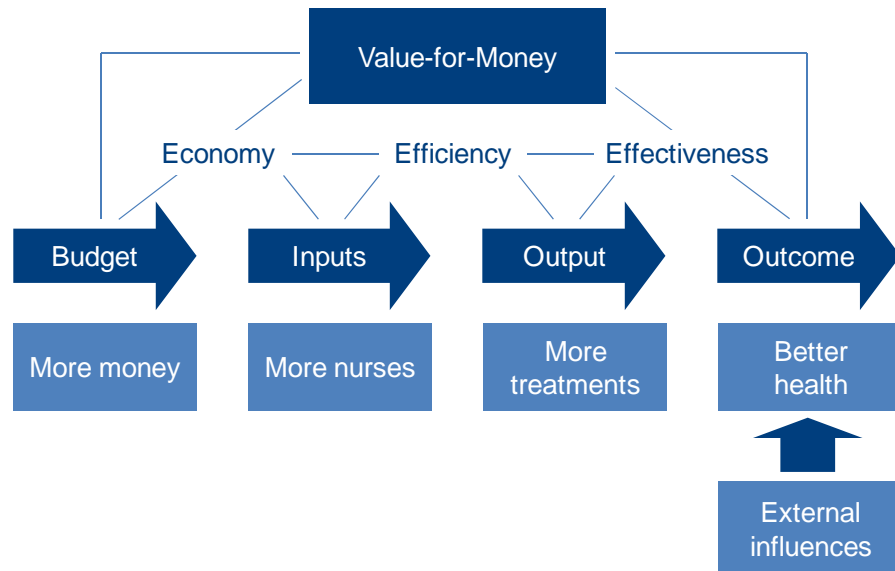 Value-for-Money
Economy
Efficiency
Effectiveness
Budget
Inputs
Output
Outcome
More money
More nurses
More
treatments
Better
health
External
influences